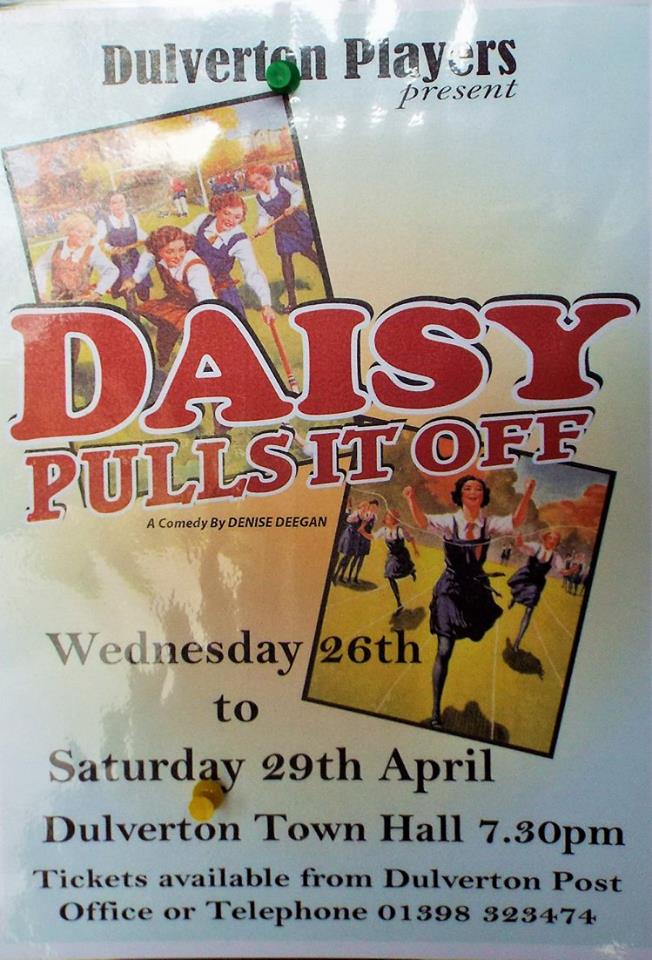 Dulverton Players
present
DAISY
PULLS IT OFF
A Comedy By DENISE DEEGAN
Wednesday 26th
to
Saturday 29th April
Dulverton Town Hall 7.30pm
Tickets available from Dulverton Post
Office or Telephone 01398 323474